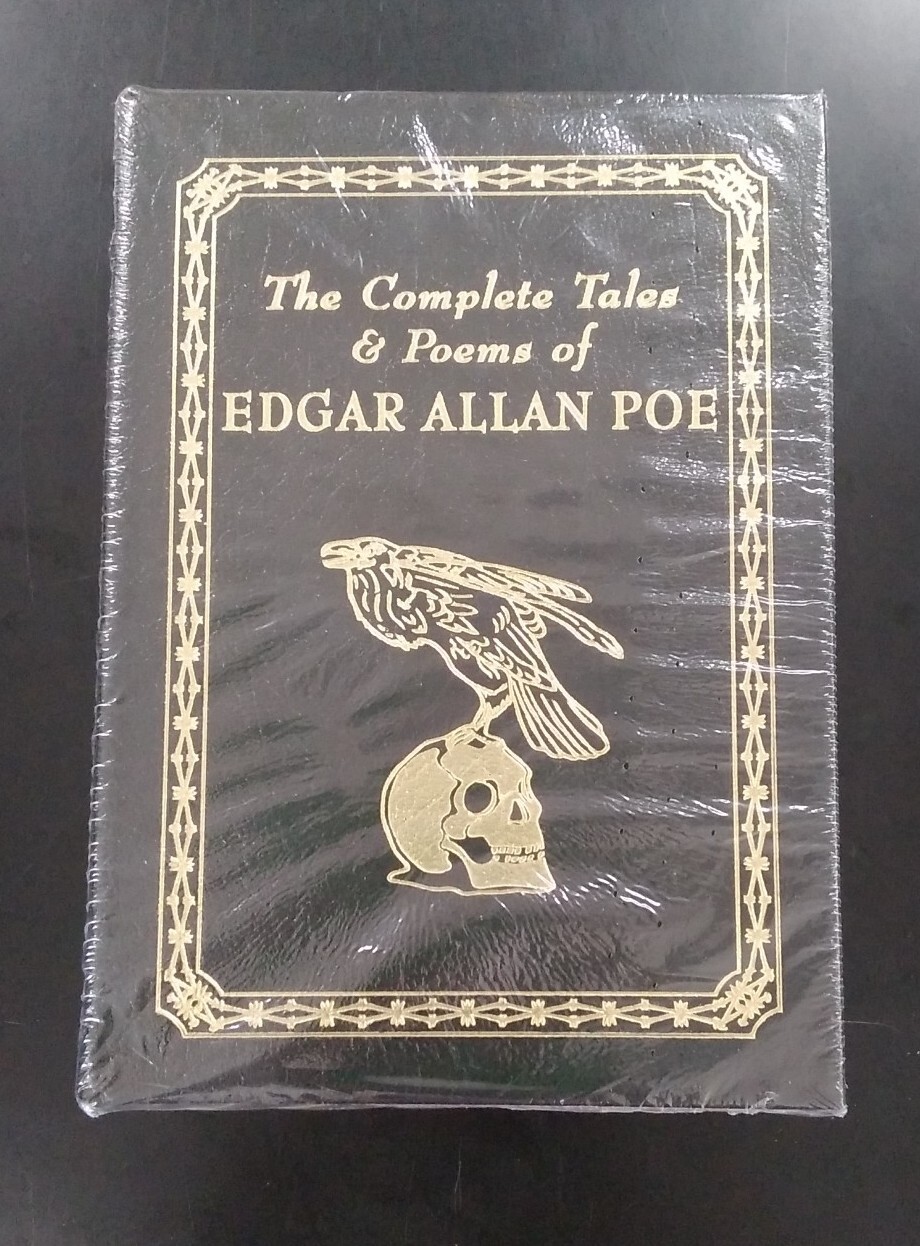 The Complete Tales
& Poems of
EDGAR ALLAN POE